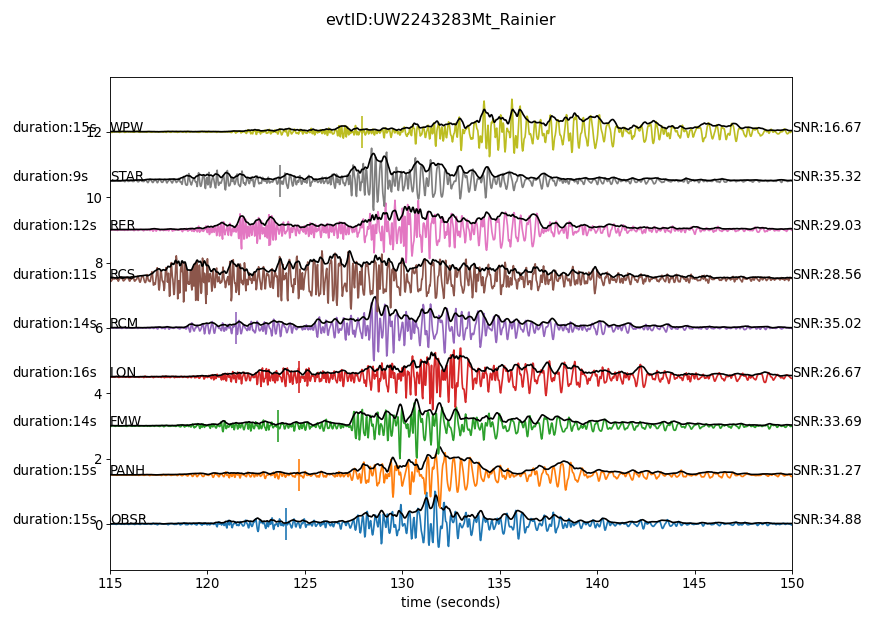 evtID:UW2243283Mt_Rainier
duration:15s WPW SNR:16.67
12
duration:9s STAR SNR:35.32
10
duration:12s RER SNR:29.03
8
duration:11s RCS SNR:28.56
duration:14s RCM SNR:35.02
6
duration:16s LON SNR:26.67
4
duration:14s FMW SNR:33.69
2
duration:15s PANH SNR:31.27
duration:15s OBSR SNR:34.88
0
115 120 125 130 135 140 145 150
time (seconds)